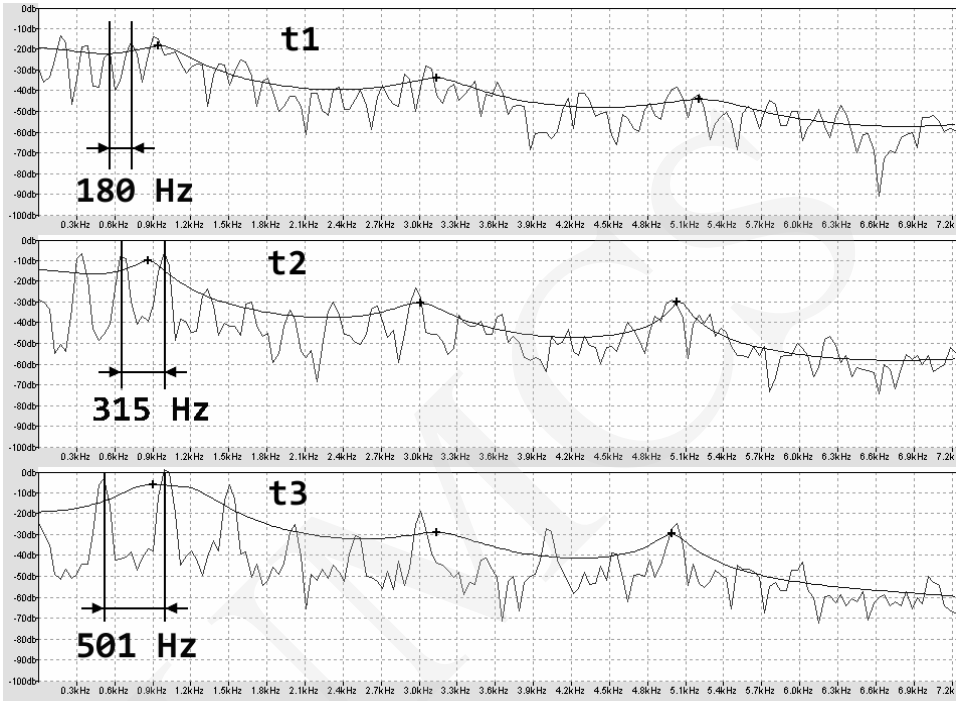 0db
-10db
t1
-20db
-30db
-40db
-50db
-60db
-70db
-80db
180 Hz
-90db
-100db
0.3kHz 0.6kHz 0.9kHz 1.2kHz 1.5kHz 1.8kHz 2.1kHz 2.4kHz 2.7kHz 3.0kHz 3.3kHz 3.6kHz 3.9kHz 4.2kHz 4.5kHz 4.8kHz 5.1kHz 5.4kHz 5.7kHz 6.0kHz 6.3kHz 6.6kHz 6.9kHz 7.2k
0db
-10db
t2
-20db
-30db
-40db
-50db
-60db
-70db
-80db
315 Hz
-90db
-100db
0.3kHz 0.6kHz 0.9kHz 1.2kHz 1.5kHz 1.8kHz 2.1kHz 2.4kHz 2.7kHz 3.0kHz 3.3kHz 3.6kHz 3.9kHz 4.2kHz 4.5kHz 4.8kHz 5.1kHz 5.4kHz 5.7kHz 6.0kHz 6.3kHz 6.6kHz 6.9kHz 7.2k
0db
-10db
t3
-20db
-30db
-40db
-50db
-60db
-70db
-80db
501 Hz
-90db
-100db
0.3kHz 0.6kHz 0.9kHz 1.2kHz 1.5kHz 1.8kHz 2.1kHz 2.4kHz 2.7kHz 3.0kHz 3.3kHz 3.6kHz 3.9kHz 4.2kHz 4.5kHz 4.8kHz 5.1kHz 5.4kHz 5.7kHz 6.0kHz 6.3kHz 6.6kHz 6.9kHz 7.2k
UMCS